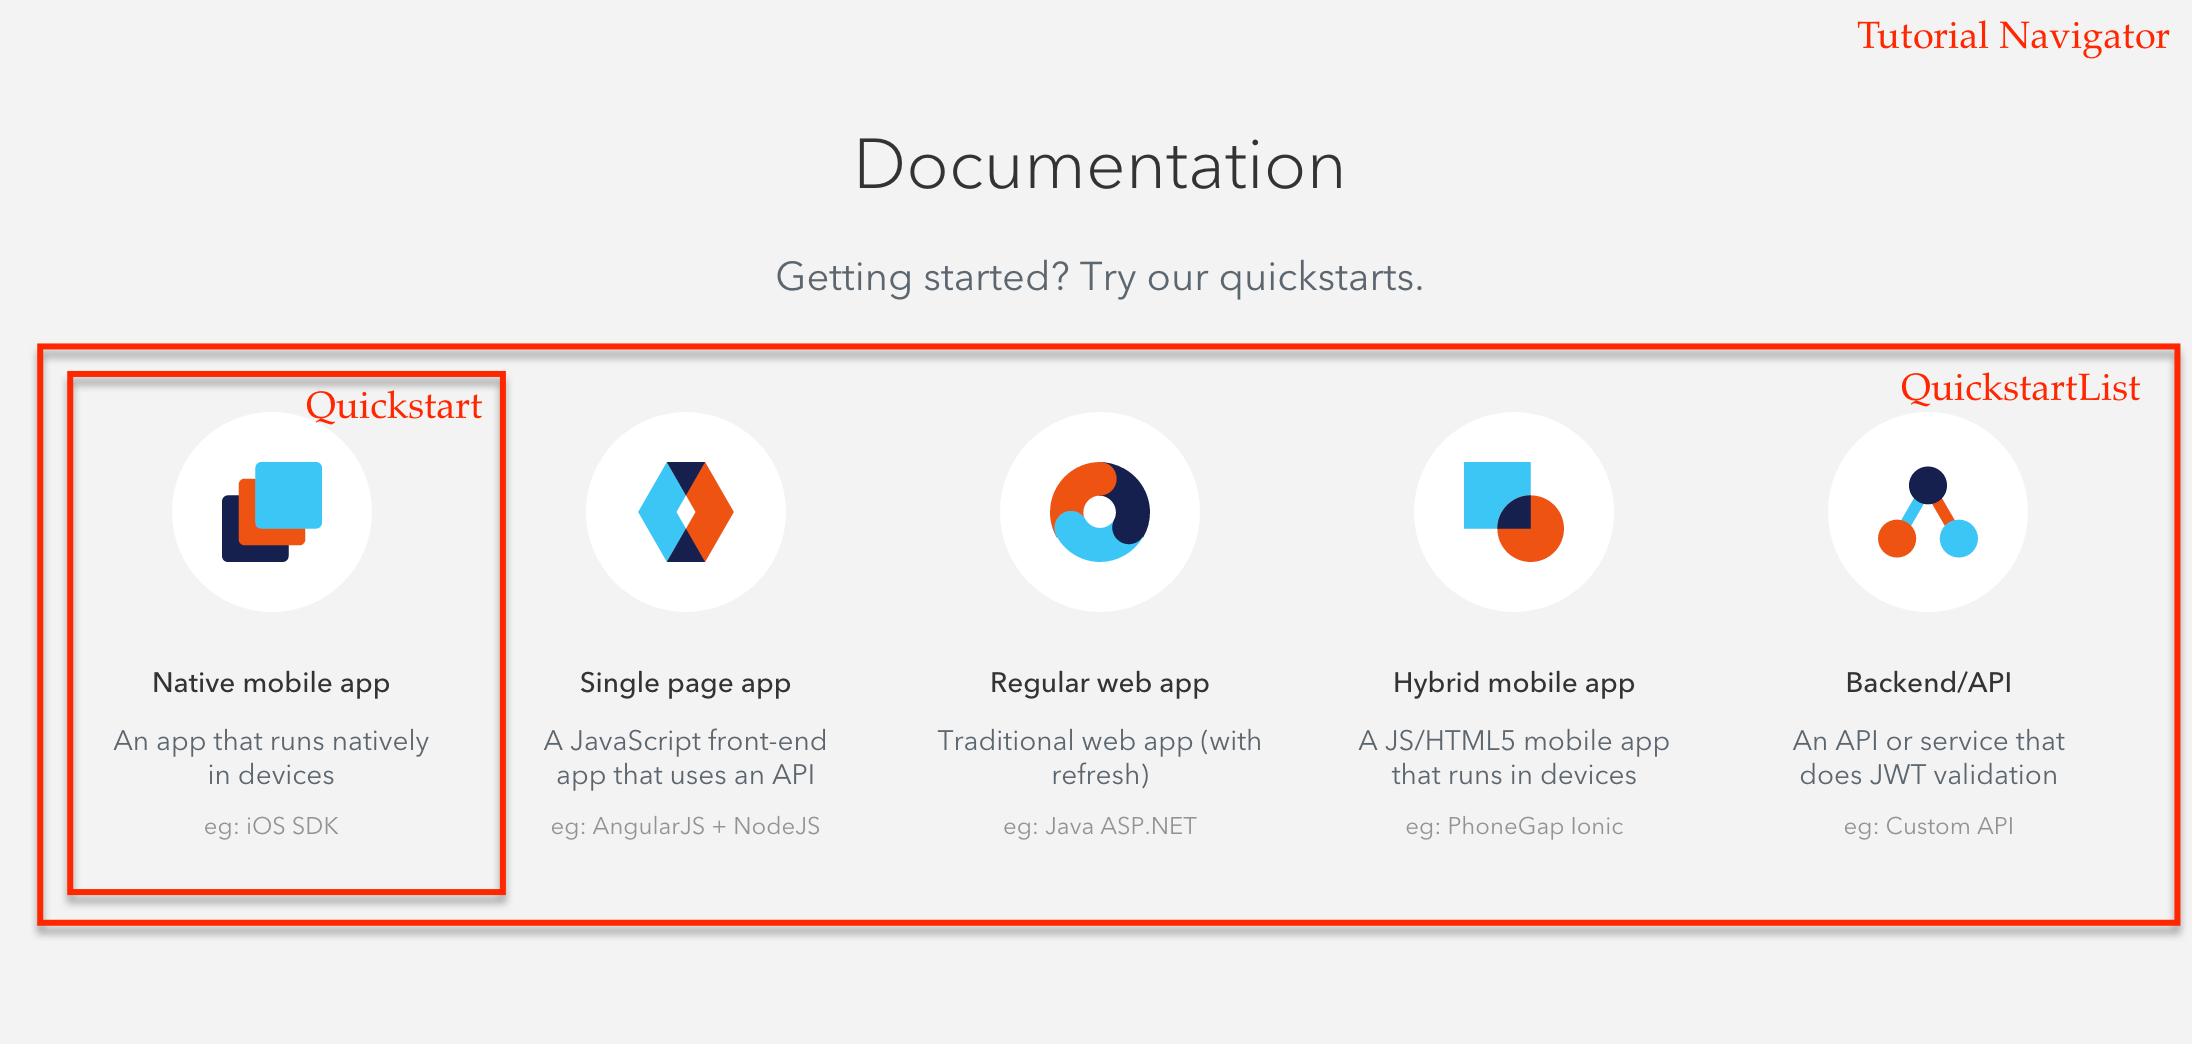 Tutorial Navigator
Documentation
Getting started? Try our quickstarts.
QuickstartList
Quickstart
Native mobile app
An app that runs natively
in devices
eg: iOS SDK
Single page app
A JavaScript front-end
app that uses an API
eg: AngularJS + NodeJS
Regular web app
Traditional web app (with
refresh)
eg: Java ASP.NET
Hybrid mobile app
A JS/HTML5 mobile app
that runs in devices
eg: PhoneGap Ionic
Backend/API
An API or service that
does JWT validation
eg: Custom API